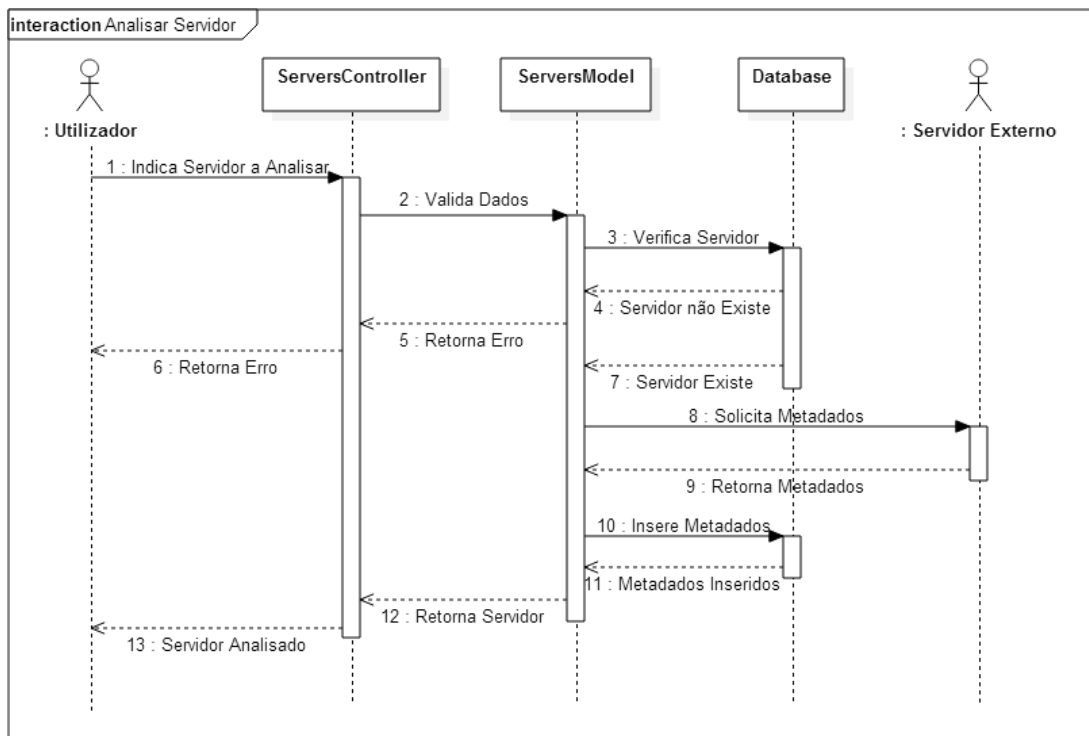 interaction Analisar Servidor
ServersController
ServersModel
Database
: Utilizador
: Servidor Externo
1 : Indica Servidor a Analisar
2 : Valida Dados
3 : Verifica Servidor
4 : Servidor não Existe
5 : Retorna Erro
6 : Retorna Erro
7 : Servidor Existe
8 : Solicita Metadados
9 : Retorna Metadados
10 : Insere Metadados
11 : Metadados Inseridos
12 : Retorna Servidor
13 : Servidor Analisado